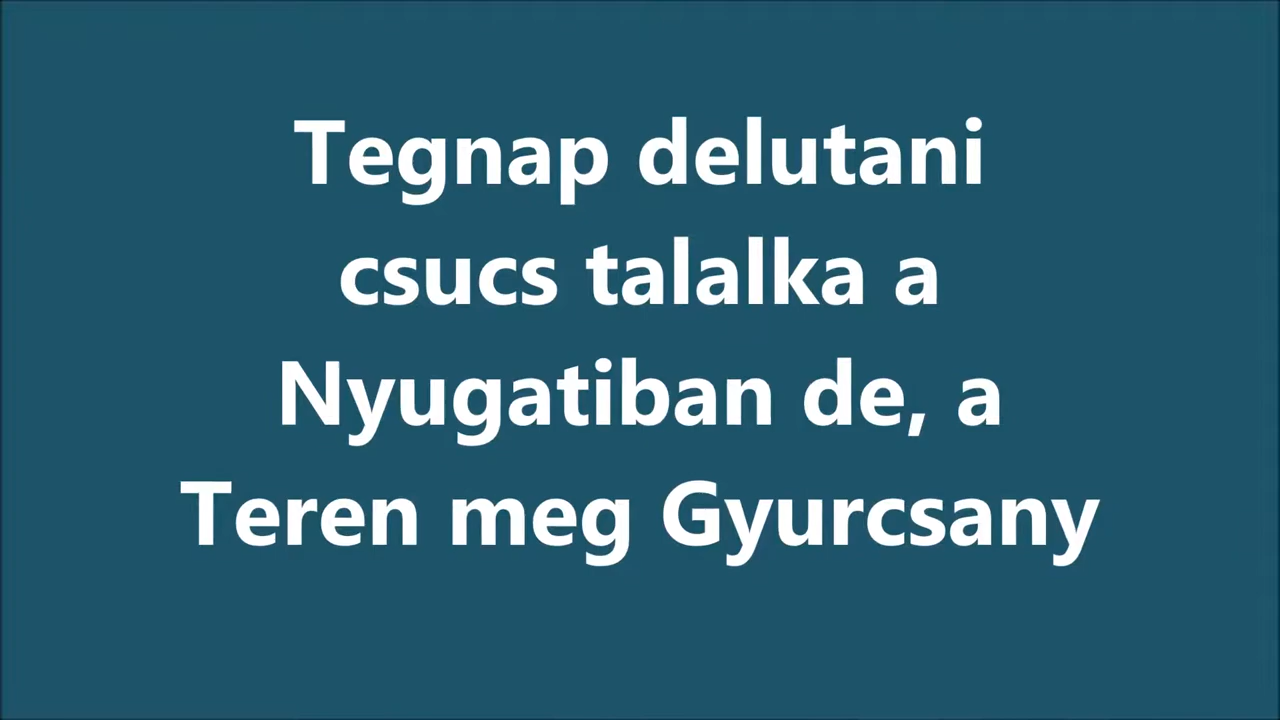 Tegnap delutani
csucs talalka a
Nyugatiban de, a
Teren meg Gyurcsany